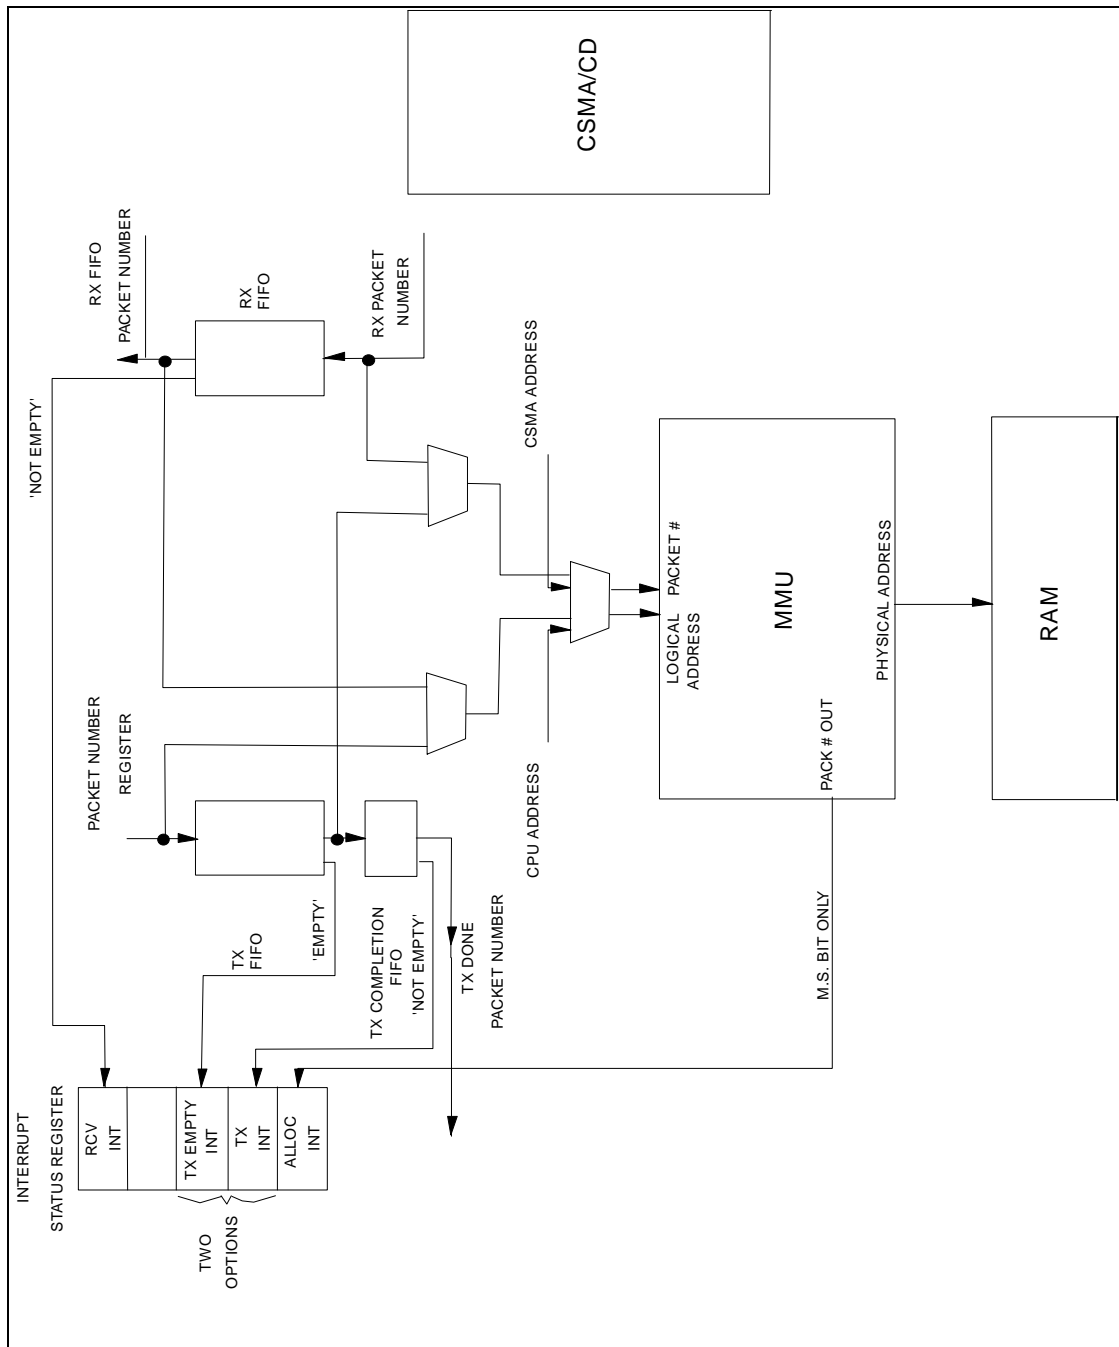 INTERRUPT
STATUS REGISTER
RCV
INT
TX EMPTY
INT
TX
INT
ALLOC
INT
TWO
OPTIONS
'NOT EMPTY'
PACKET NUMBER
REGISTER
TX
FIFO
'EMPTY'
TX COMPLETION
FIFO
'NOT EMPTY'
TX DONE
PACKET NUMBER
RX FIFO
PACKET NUMBER
RX
FIFO
RX PACKET
NUMBER
CPU ADDRESS
CSMA ADDRESS
LOGICAL
ADDRESS
PACKET #
MMU
PACK # OUT
PHYSICAL ADDRESS
M.S. BIT ONLY
RAM
CSMA/CD